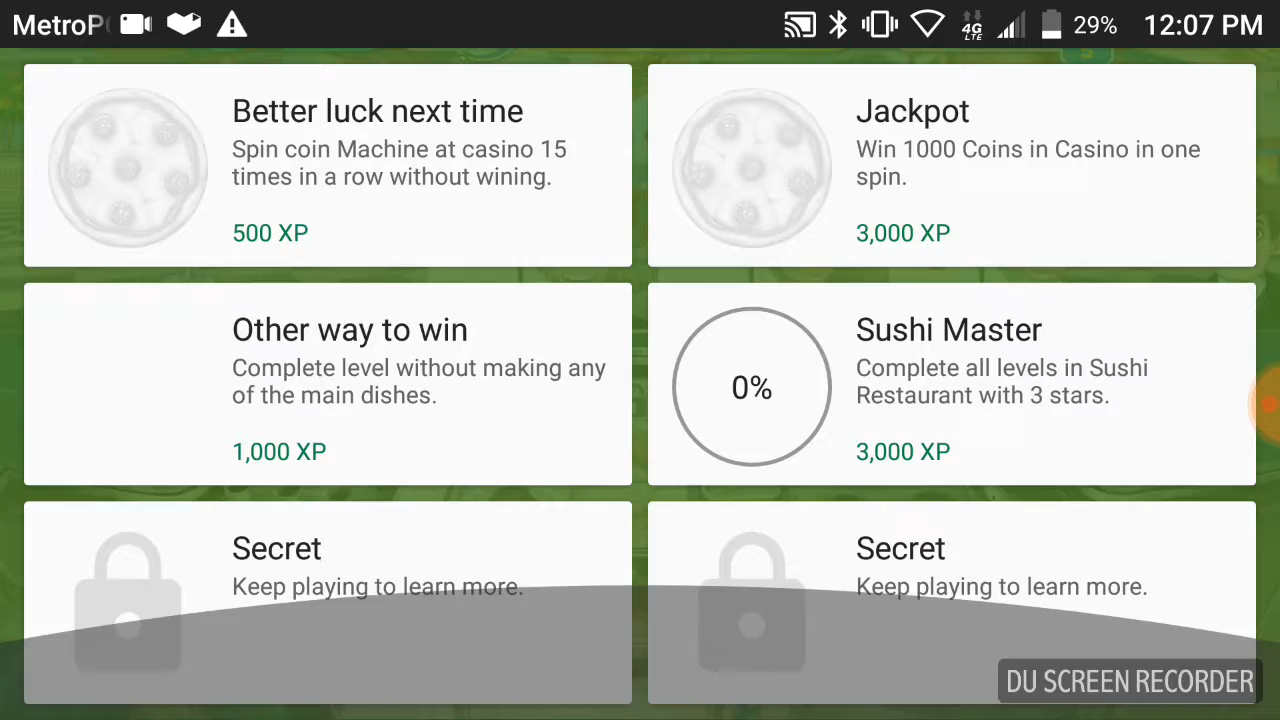 MetroP
29%
12:07 PM
Better luck next time
Spin coin Machine at casino 15
times in a row without wining.
500 XP
Jackpot
Win 1000 Coins in Casino in one
spin.
3,000 XP
Other way to win
Complete level without making any
of the main dishes.
1,000 XP
0%
Sushi Master
Complete all levels in Sushi
Restaurant with 3 stars.
3,000 XP
Secret
Keep playing to learn more.
Secret
Keep playing to learn more.
4G
LTE
DU SCREEN RECORDER